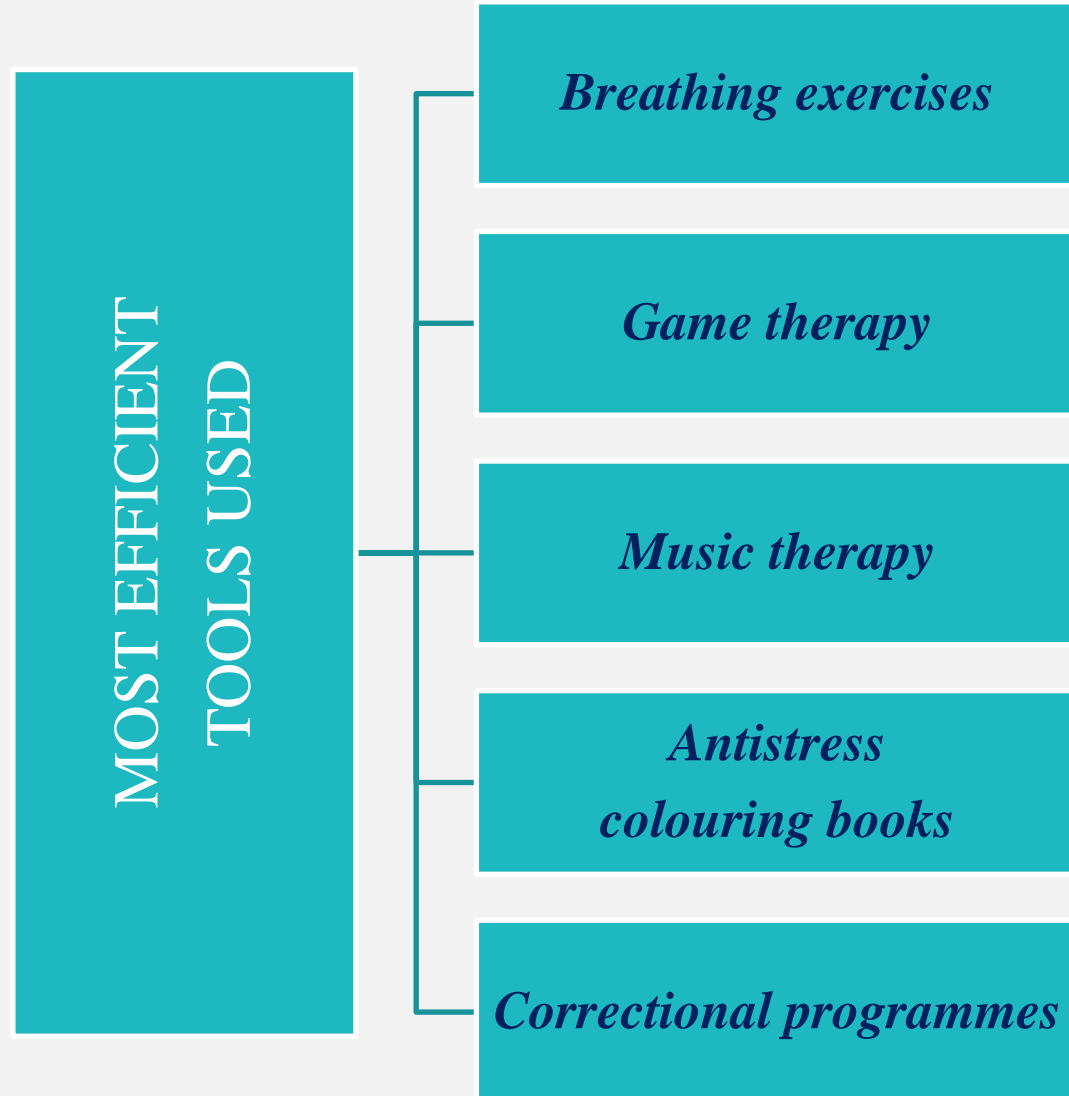 MOST EFFICIENT
TOOLS USED
Breathing exercises
Game therapy
Music therapy
Antistress
colouring books
Correctional programmes